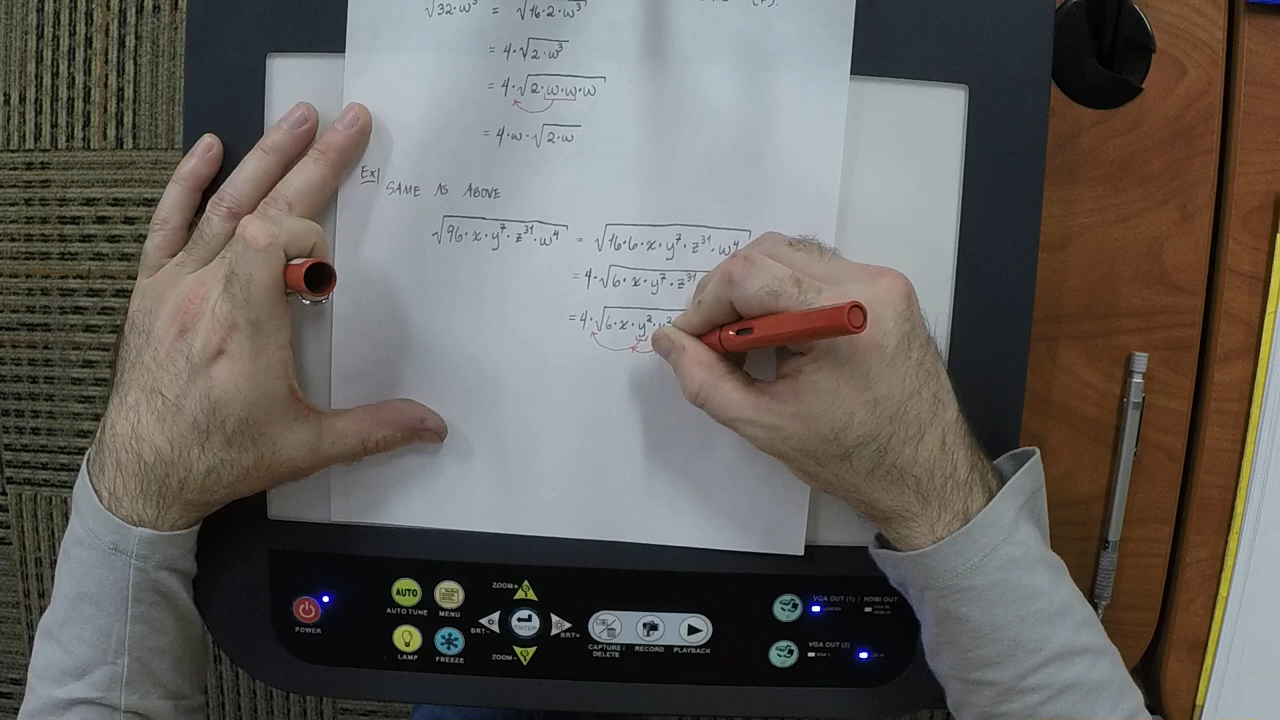 √32·w³ = √16·2·w³
= 4·√2·w³
= 4·√2·w·w·w
= 4·w·√2·w
Ex|
SAME AS ABOVE
√96·x·y⁷·z³¹·w⁴ = √16·6·x·y⁷·z³¹·w⁴
= 4·√6·x·y⁷·z³¹
= 4·√6·x·y²·y²
POWER
AUTO TUNE
AUTO
MENU
LAMP
FREEZE
ZOOM+
BRT-
ENTER
BRT+
ZOOM-
CAPTURE / DELETE
RECORD
PLAYBACK
VGA OUT (1) / HDMI OUT
VGA OUT (2)